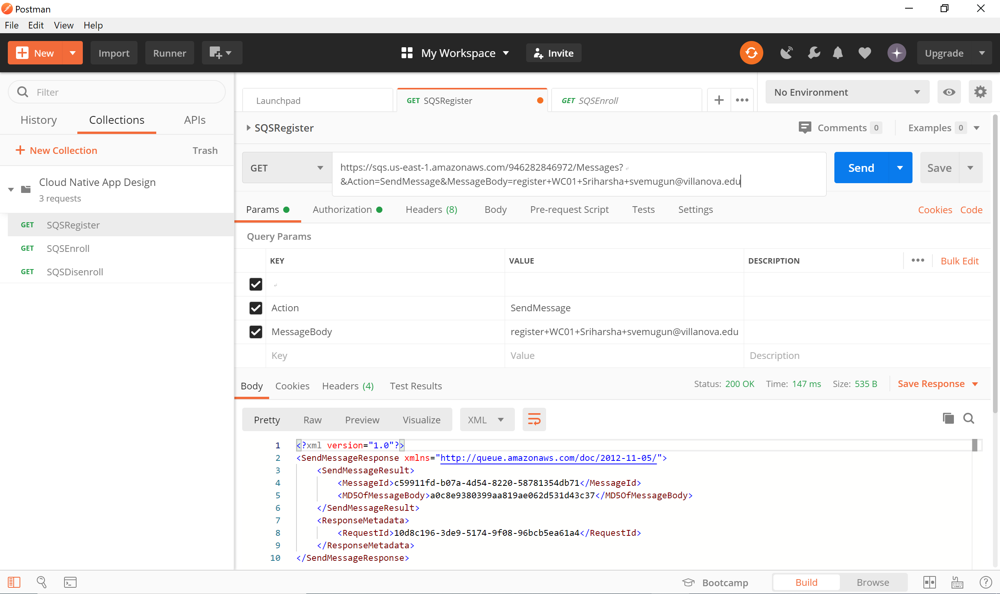 Postman
File Edit View Help
New Import Runner My Workspace Invite Upgrade
Filter
History Collections APIs
New Collection Trash
Cloud Native App Design
3 requests
GET SQSRegister
GET SQSEnroll
GET SQSDisenroll
Launchpad GET SQSRegister GET SQSEnroll
No Environment
SQSRegister Comments 0 Examples 0
GET https://sqs.us-east-1.amazonaws.com/946282846972/Messages?
&Action=SendMessage&MessageBody=register+WC01+Sriharsha+svemugun@villanova.edu
Send Save
Params Authorization Headers (8) Body Pre-request Script Tests Settings Cookies Code
Query Params
KEY VALUE DESCRIPTION Bulk Edit
Action SendMessage
MessageBody register+WC01+Sriharsha+svemugun@villanova.edu
Key Value Description
Body Cookies Headers (4) Test Results Status: 200 OK Time: 147 ms Size: 535 B Save Response
Pretty Raw Preview Visualize XML
1 <?xml version="1.0"?>
2 <SendMessageResponse xmlns="http://queue.amazonaws.com/doc/2012-11-05/">
3 <SendMessageResult>
4 <MessageId>c59911fd-b07a-4d54-8220-58781354db71</MessageId>
5 <MD5OfMessageBody>a0c8e9380399aa819ae062d531d43c37</MD5OfMessageBody>
6 </SendMessageResult>
7 <ResponseMetadata>
8 <RequestId>10d8c196-3de9-5174-9f08-96bcb5ea61a4</RequestId>
9 </ResponseMetadata>
10 </SendMessageResponse>
Bootcamp Build Browse